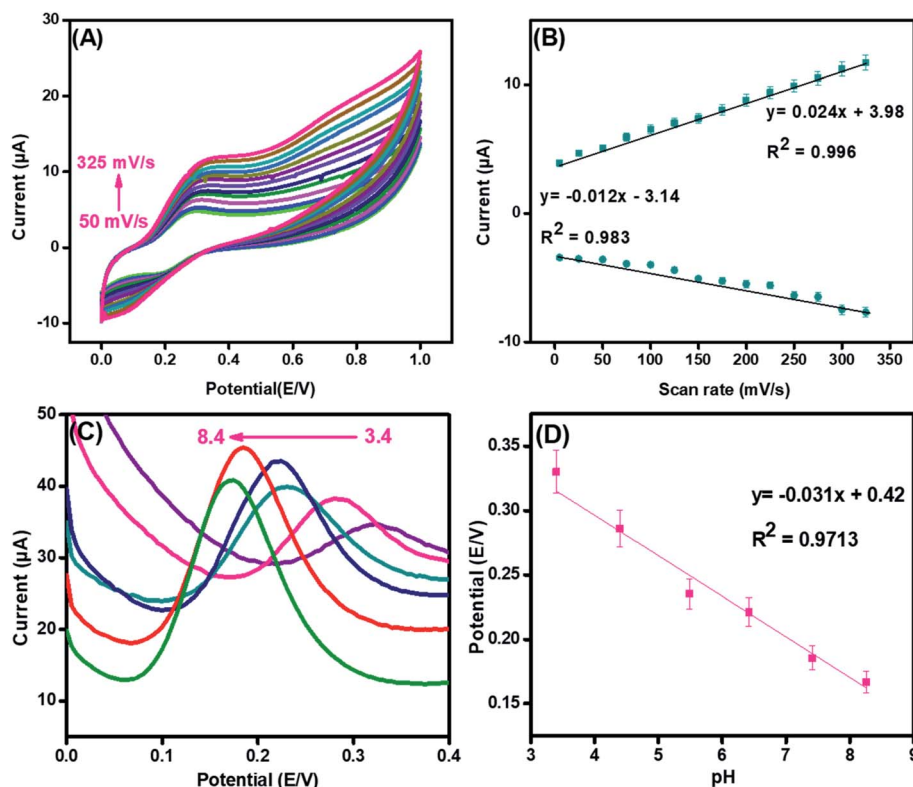 (A)
30
20
10
0
-10
325 mV/s
50 mV/s
Current (μA)
0.0 0.2 0.4 0.6 0.8 1.0
Potential(E/V)
(B)
10
0
-10
y= 0.024x + 3.98
R² = 0.996
y= -0.012x - 3.14
R² = 0.983
Current (μA)
0 50 100 150 200 250 300 350
Scan rate (mV/s)
(C)
50
40
30
20
10
8.4 3.4
Current (μA)
0.0 0.1 0.2 0.3 0.4
Potential (E/V)
(D)
0.35
0.30
0.25
0.20
0.15
y= -0.031x + 0.42
R² = 0.9713
Potential (E/V)
3 4 5 6 7 8 9
pH